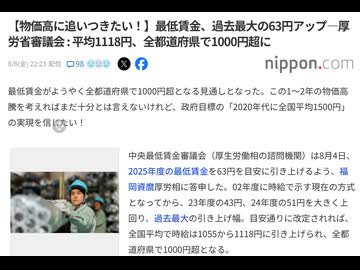 【物価高に追いつきたい！】最低賃金、過去最大の63円アップ―厚
労省審議会 : 平均1118円、全都道府県で1000円超に
8/6(金) 22:23 配信
98
nippon.com
最低賃金がようやく全都道府県で1000円超となる見通しとなった。この1～2年の物価高
騰を考えればまだ十分とは言えないけれど、政府目標の「2020年代に全国平均1500円」
の実現を信じたい！
中央最低賃金審議会（厚生労働相の諮問機関）は8月4日、
2025年度の最低賃金を63円を目安に引き上げるよう、福
岡資麿厚労相に答申した。02年度に時給で示す現在の方式
となってから、23年度の43円、24年度の51円を大きく上
回り、過去最大の引き上げ幅。目安通りに改定されれば、
全国平均で時給は1055から1118円に引き上げられ、全都
道府県で1000円超となる。